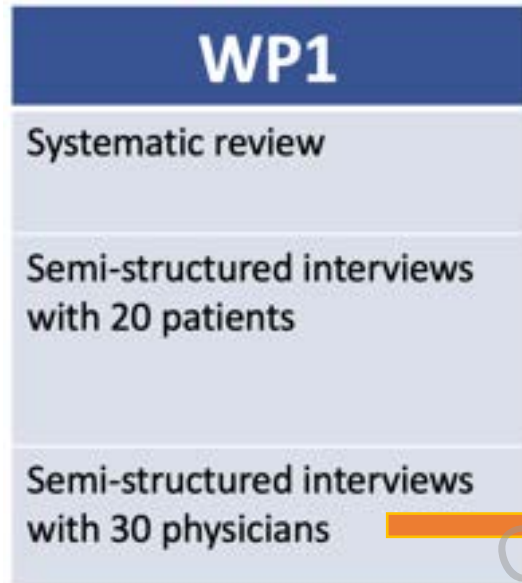 WP1
Systematic review
Semi-structured interviews
with 20 patients
Semi-structured interviews
with 30 physicians